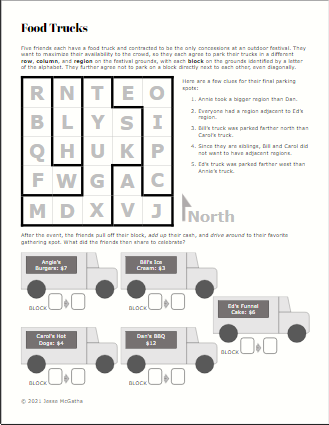 Food Trucks
Five friends each have a food truck and contracted to be the only concessions at an outdoor festival. They
want to maximize their availability to the crowd, so they each agree to park their trucks in a different
row, column, and region on the festival grounds, with each block on the grounds identified by a letter
of the alphabet. They further agree not to park on a block directly next to each other, even diagonally.
R N T E O
B L Y S I
Q H U K P
F W G A C
M D X V J
Here are a few clues for their final parking
spots:
1. Annie took a bigger region than Dan.
2. Everyone had a region adjacent to Ed's
region.
3. Bill's truck was parked farther north than
Carol's truck.
4. Since they are siblings, Bill and Carol did
not want to have adjacent regions.
5. Ed's truck was parked farther west than
Annie's truck.
North
After the event, the friends pull off their block, add up their cash, and drive around to their favorite
gathering spot. What did the friends then share to celebrate?
Angie's
Burgers: $7
BLOCK
Bill's Ice
Cream: $3
BLOCK
Ed's Funnel
Cake: $6
BLOCK
Carol's Hot
Dogs: $4
BLOCK
Dan's BBQ
$12
BLOCK
© 2021 Jesse McGatha